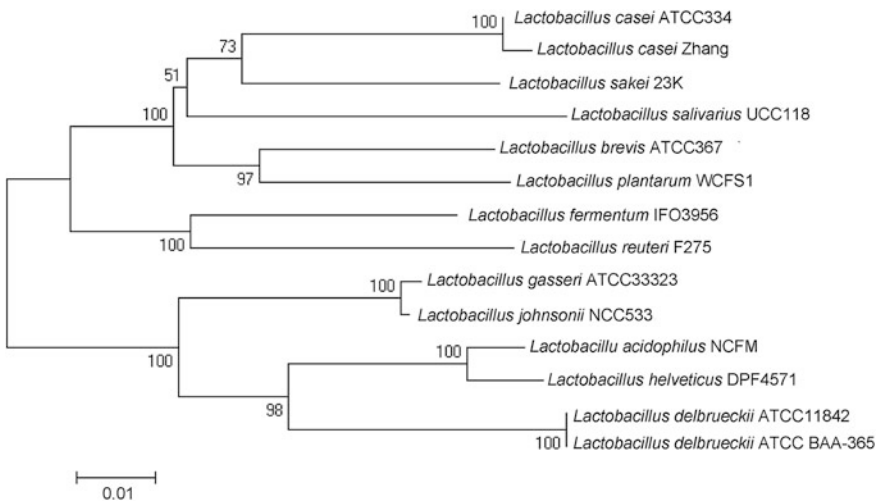 100
Lactobacillus casei ATCC334
73
Lactobacillus casei Zhang
51
Lactobacillus sakei 23K
100
Lactobacillus salivarius UCC118
Lactobacillus brevis ATCC367
97
Lactobacillus plantarum WCFS1
Lactobacillus fermentum IFO3956
100
Lactobacillus reuteri F275
100
Lactobacillus gasseri ATCC33323
Lactobacillus johnsonii NCC533
100
100
Lactobacillu acidophilus NCFM
Lactobacillus helveticus DPF4571
98
Lactobacillus delbrueckii ATCC11842
100
Lactobacillus delbrueckii ATCC BAA-365
0.01